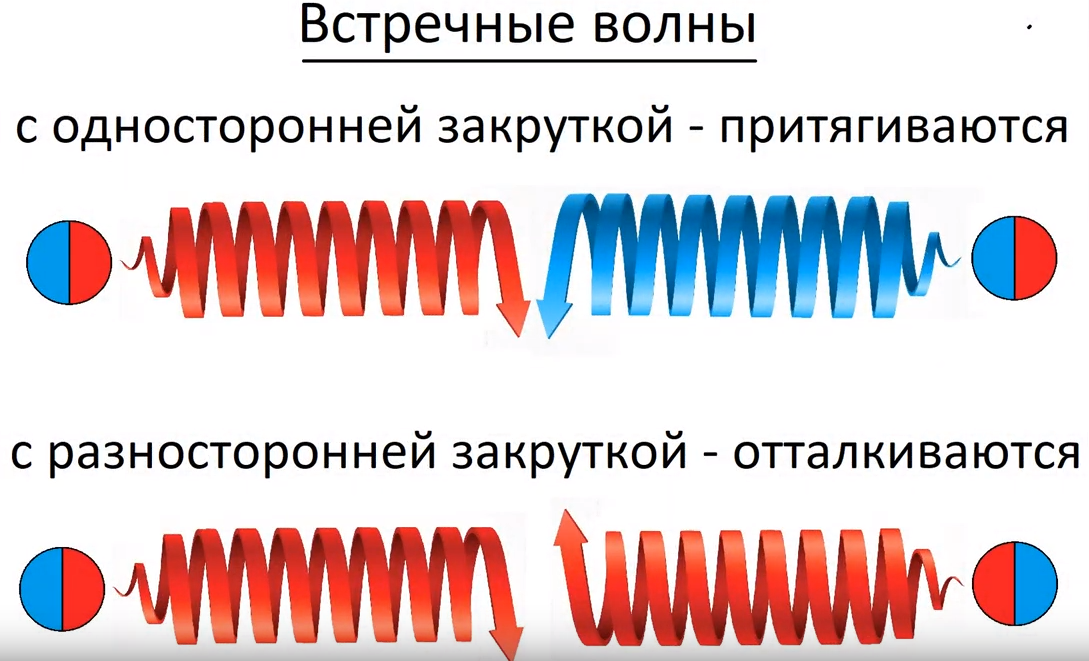 Встречные волны
с односторонней закруткой - притягиваются
с разносторонней закруткой - отталкиваются